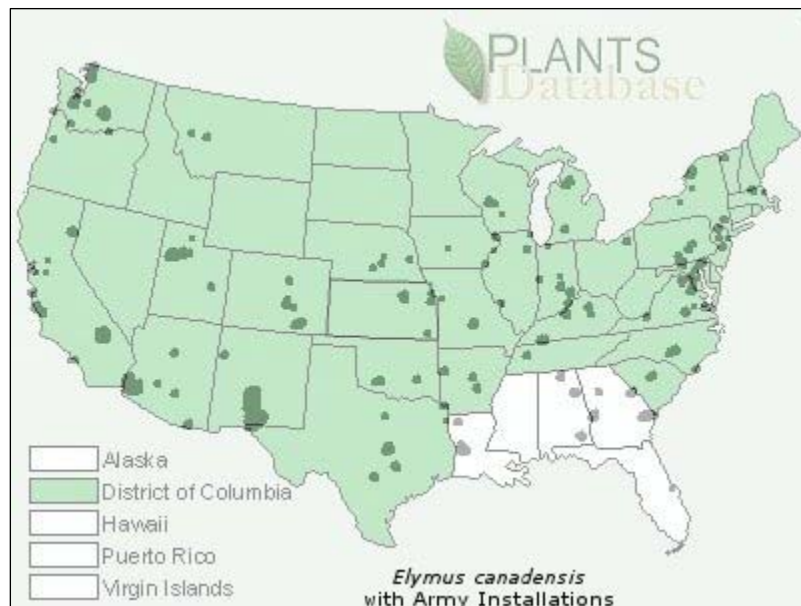 PLANTS
Database
Alaska
District of Columbia
Hawaii
Puerto Rico
Virgin Islands
Elymus canadensis
with Army Installations